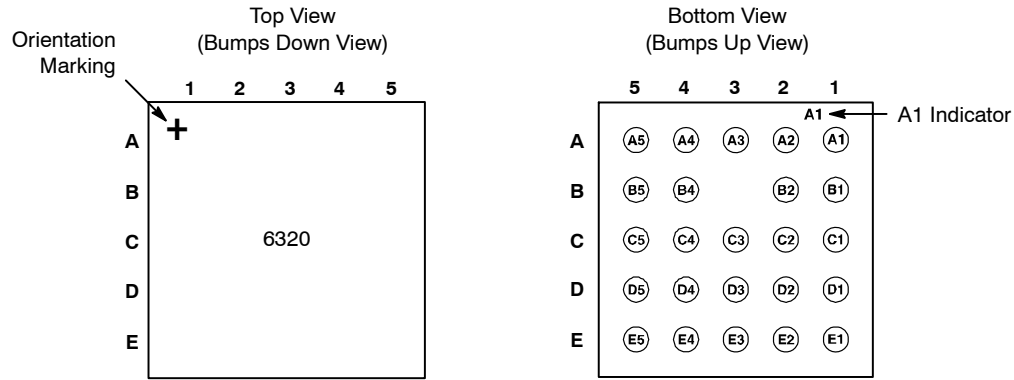 Top View
(Bumps Down View)
Orientation
Marking
1 2 3 4 5
+
A
B
C
6320
D
E
Bottom View
(Bumps Up View)
5 4 3 2 1
A1
A1 Indicator
A A5 A4 A3 A2 A1
B B5 B4 B2 B1
C C5 C4 C3 C2 C1
D D5 D4 D3 D2 D1
E E5 E4 E3 E2 E1